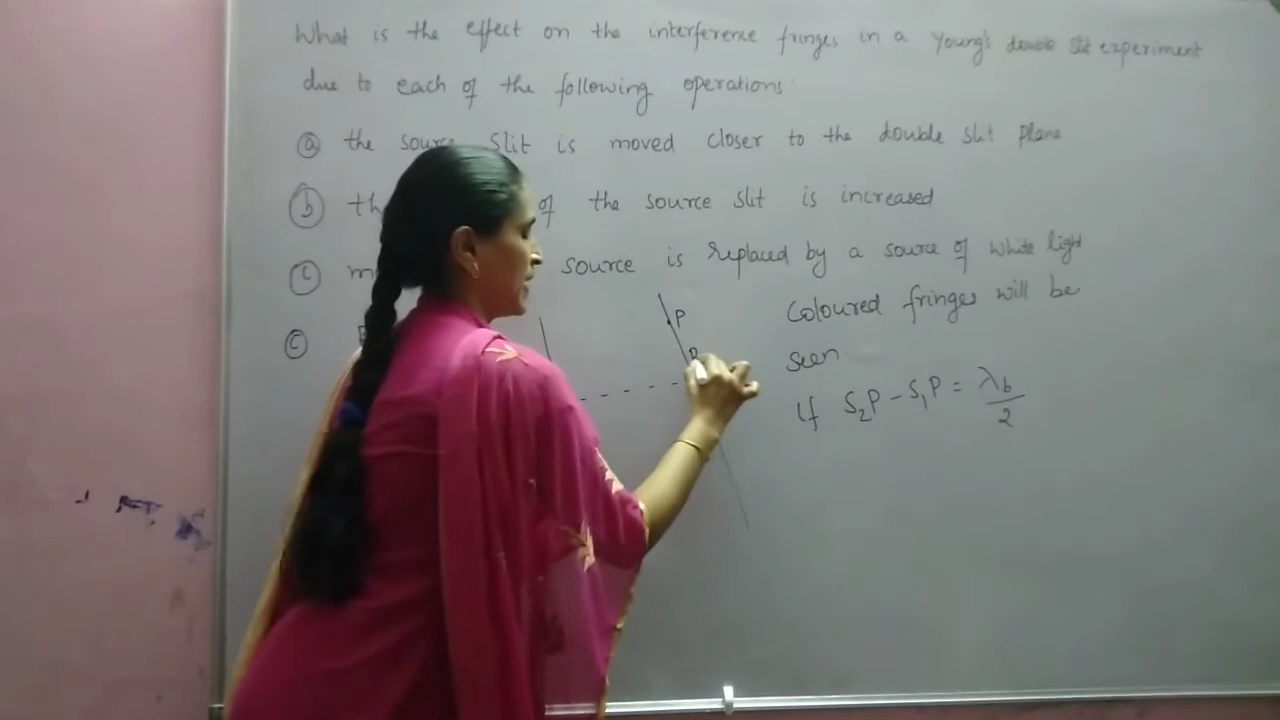 What is the effect on the interference fringes in a Young's double slit experiment
due to each of the following operations:
(a) the source slit is moved closer to the double slit plane
(b) th of the source slit is increased
(c) m source is replaced by a source of white light
(c)
Coloured fringes will be
seen
P
If S₂P - S₁P = λb/2